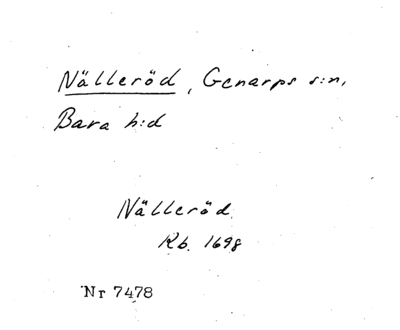 Nälleröd, Genarps s:n,
Bara h:d
Nälleröd
Rb. 1698
Nr 7478